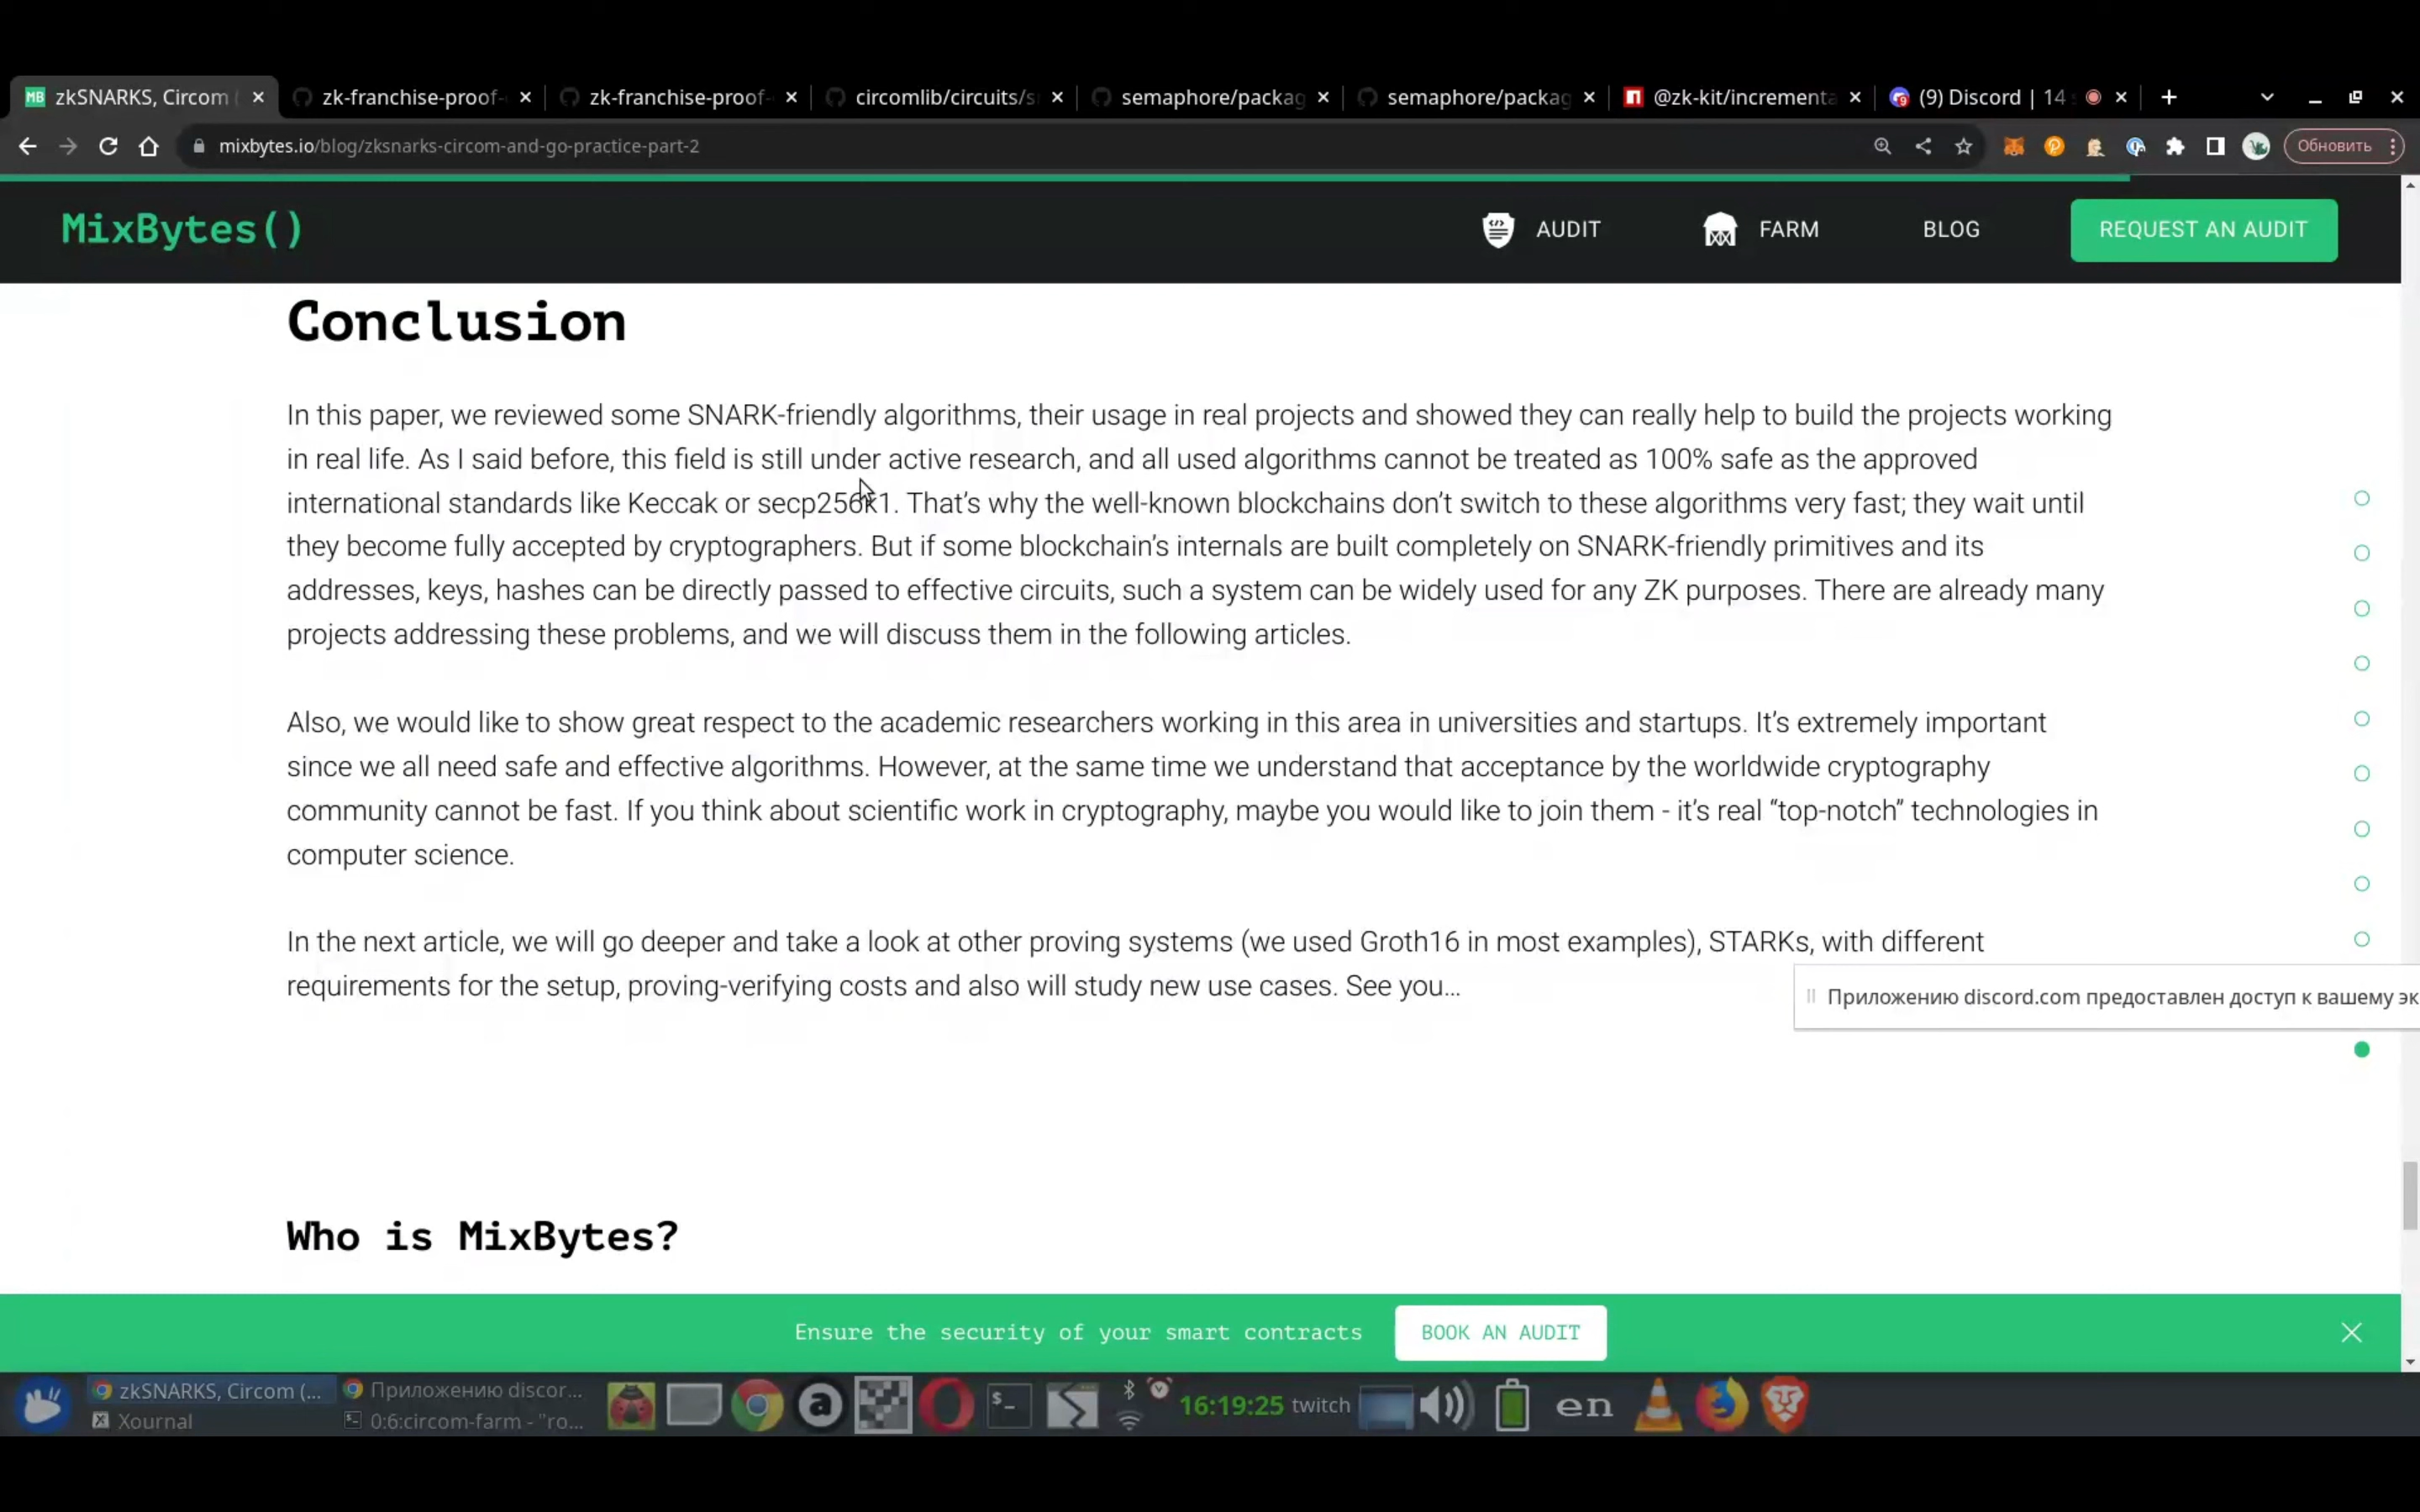 MB zkSNARKS, Circom (
zk-franchise-proof-
zk-franchise-proof-
circomlib/circuits/s
semaphore/packag
semaphore/packag
@zk-kit/incrementa
(9) Discord | 14
mixbytes.io/blog/zksnarks-circom-and-go-practice-part-2
Обновить
MixBytes()
AUDIT
FARM
BLOG
REQUEST AN AUDIT
Conclusion
In this paper, we reviewed some SNARK-friendly algorithms, their usage in real projects and showed they can really help to build the projects working
in real life. As I said before, this field is still under active research, and all used algorithms cannot be treated as 100% safe as the approved
international standards like Keccak or secp256k1. That’s why the well-known blockchains don’t switch to these algorithms very fast; they wait until
they become fully accepted by cryptographers. But if some blockchain’s internals are built completely on SNARK-friendly primitives and its
addresses, keys, hashes can be directly passed to effective circuits, such a system can be widely used for any ZK purposes. There are already many
projects addressing these problems, and we will discuss them in the following articles.
Also, we would like to show great respect to the academic researchers working in this area in universities and startups. It’s extremely important
since we all need safe and effective algorithms. However, at the same time we understand that acceptance by the worldwide cryptography
community cannot be fast. If you think about scientific work in cryptography, maybe you would like to join them - it’s real “top-notch” technologies in
computer science.
In the next article, we will go deeper and take a look at other proving systems (we used Groth16 in most examples), STARKs, with different
requirements for the setup, proving-verifying costs and also will study new use cases. See you…
Приложению discord.com предоставлен доступ к вашему эк
Who is MixBytes?
Ensure the security of your smart contracts
BOOK AN AUDIT
zkSNARKS, Circom (...
Приложению discor...
Xournal
0:6:circom-farm - "ro...
16:19:25 twitch
en